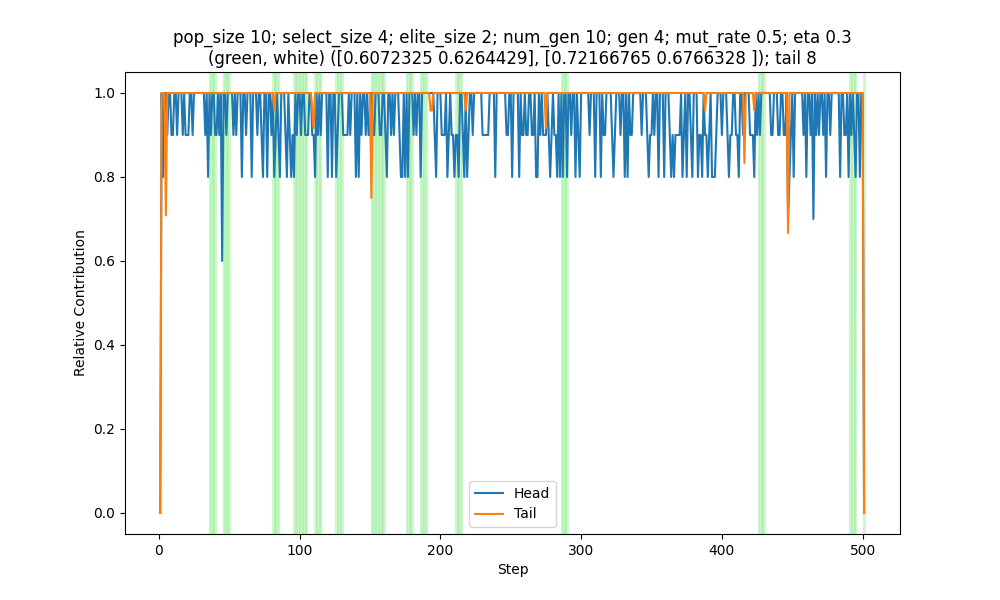 pop_size 10; select_size 4; elite_size 2; num_gen 10; gen 4; mut_rate 0.5; eta 0.3
(green, white) ([0.6072325 0.6264429], [0.72166765 0.6766328 ]); tail 8
1.0
0.8
0.6
0.4
0.2
0.0
Relative Contribution
Head
Tail
0
100
200
300
400
500
Step